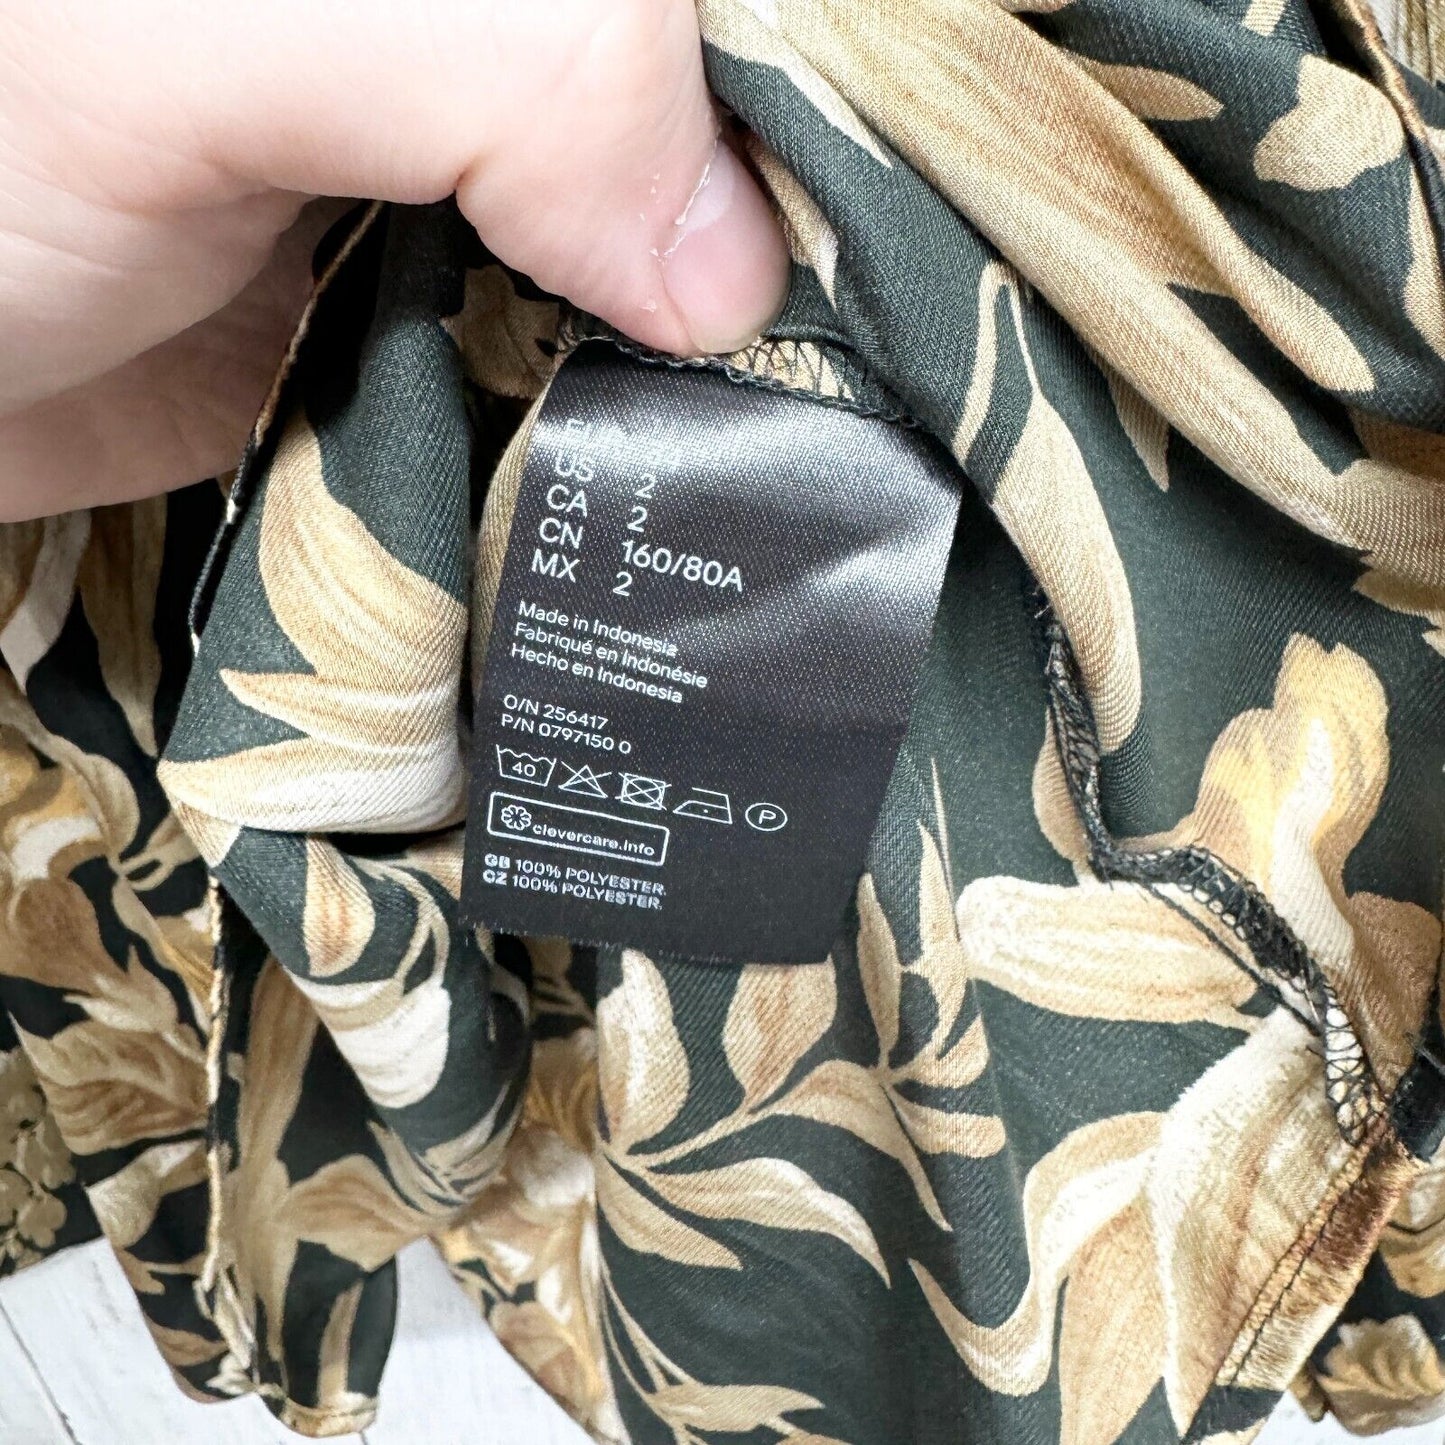 US 2
CA 2
CN 160/80A
MX 2
Made in Indonesia
Fabriqué en Indonésie
Hecho en Indonesia
O/N 256417
P/N 0797150 0
40
P
clevercare.info
GB 100% POLYESTER.
CZ 100% POLYESTER.